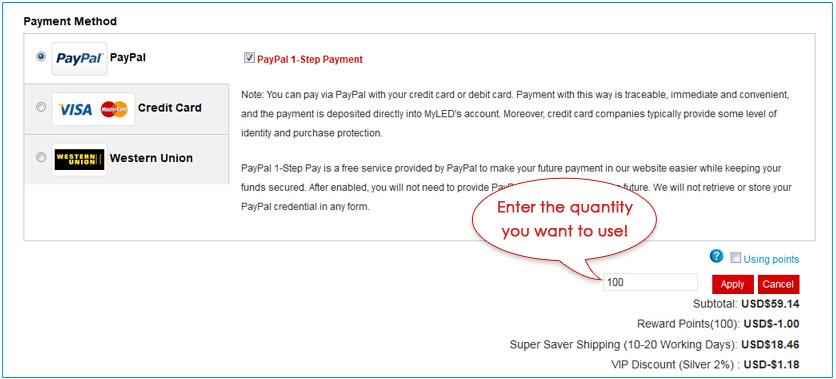 Payment Method
PayPal PayPal
PayPal 1-Step Payment
VISA MasterCard Credit Card
WESTERN UNION Western Union
Note: You can pay via PayPal with your credit card or debit card. Payment with this way is traceable, immediate and convenient,
and the payment is deposited directly into MyLED's account. Moreover, credit card companies typically provide some level of
identity and purchase protection.
PayPal 1-Step Pay is a free service provided by PayPal to make your future payment in our website easier while keeping your
funds secured. After enabled, you will not need to provide future. We will not retrieve or store your
PayPal credential in any form.
Enter the quantity
you want to use!
? Using points
100 Apply Cancel
Subtotal: USD$59.14
Reward Points(100): USD$-1.00
Super Saver Shipping (10-20 Working Days): USD$18.46
VIP Discount (Silver 2%) : USD-$1.18